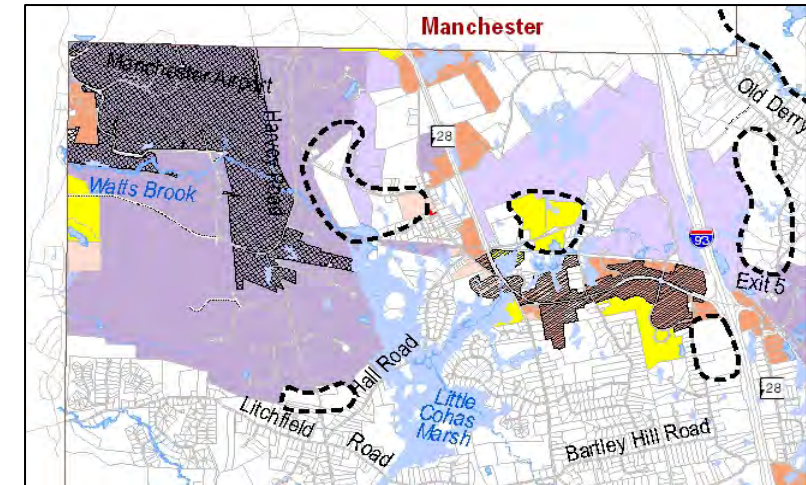 Manchester
Manchester Airport
Old Derry
28
Harvey Road
Watts Brook
93
Exit 5
Hall Road
28
Litchfield
Road
Little
Cohas
Marsh
Bartley Hill Road